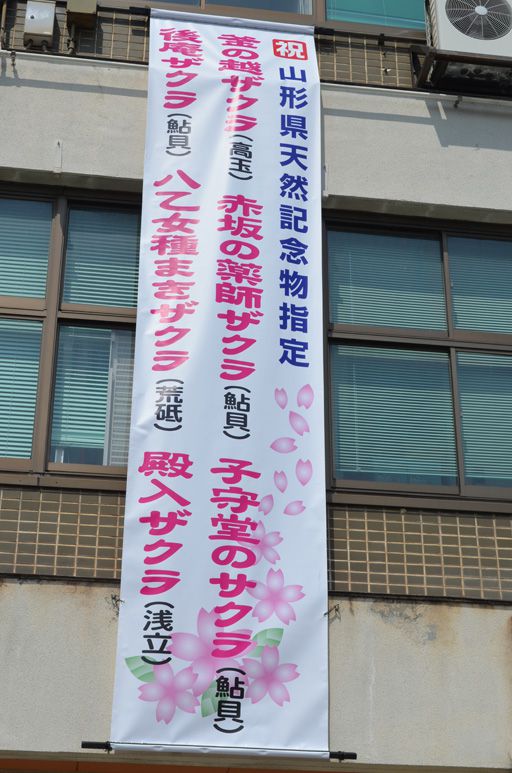 祝 山形県天然記念物指定
釜の越ザクラ(高玉) 赤坂の薬師ザクラ(鮎貝) 子守堂のサクラ(鮎貝)
後庵ザクラ(鮎貝) 八乙女種まきザクラ(荒砥) 殿入ザクラ(浅立)